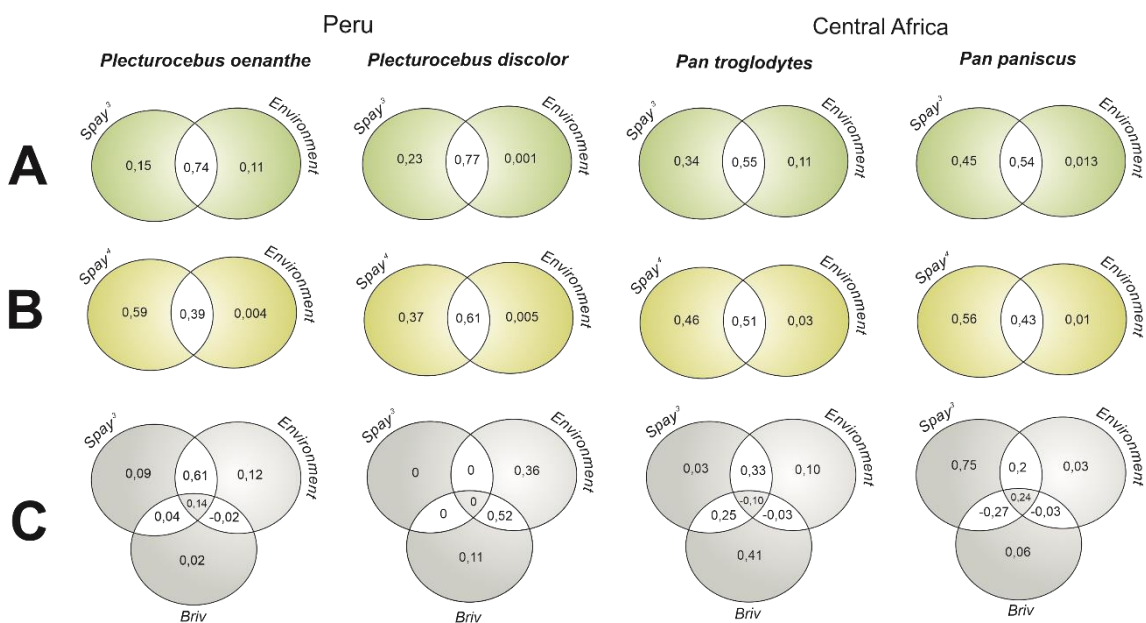 Peru
Central Africa
Plecturocebus oenanthe
Plecturocebus discolor
Pan troglodytes
Pan paniscus
A
Spay³
Environment
0,15
0,74
0,11
Spay³
Environment
0,23
0,77
0,001
Spay³
Environment
0,34
0,55
0,11
Spay³
Environment
0,45
0,54
0,013
B
Spay⁴
Environment
0,59
0,39
0,004
Spay⁴
Environment
0,37
0,61
0,005
Spay⁴
Environment
0,46
0,51
0,03
Spay⁴
Environment
0,56
0,43
0,01
C
Spay³
Environment
0,09
0,61
0,12
0,14
0,04
-0,02
0,02
Briv
Spay³
Environment
0
0
0,36
0
0
0,52
0,11
Briv
Spay³
Environment
0,03
0,33
0,10
-0,10
0,25
-0,03
0,41
Briv
Spay³
Environment
0,75
0,2
0,03
0,24
-0,27
-0,03
0,06
Briv